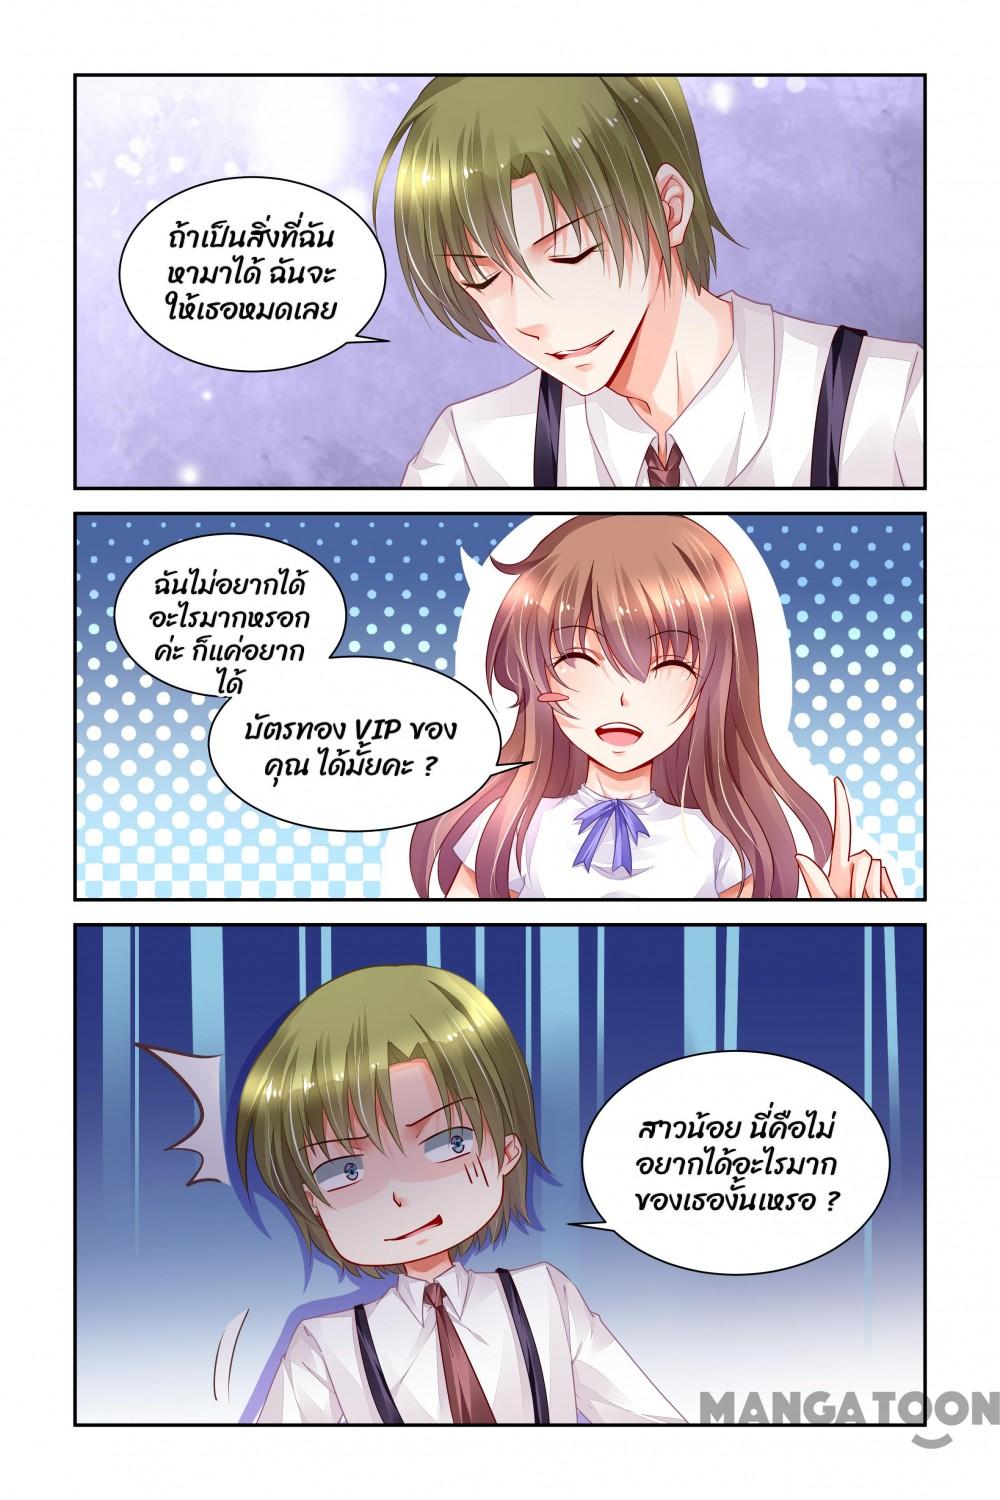 ถ้าเป็นสิ่งที่ฉัน
หามาได้ ฉันจะ
ให้เธอหมดเลย
ฉันไม่อยากได้
อะไรมากหรอก
ค่ะ ก็แค่อยาก
ได้
บัตรทอง VIP ของ
คุณ ได้มั้ยคะ ?
สาวน้อย นี่คือไม่
อยากได้อะไรมาก
ของเธองั้นเหรอ ?
MANGATOON